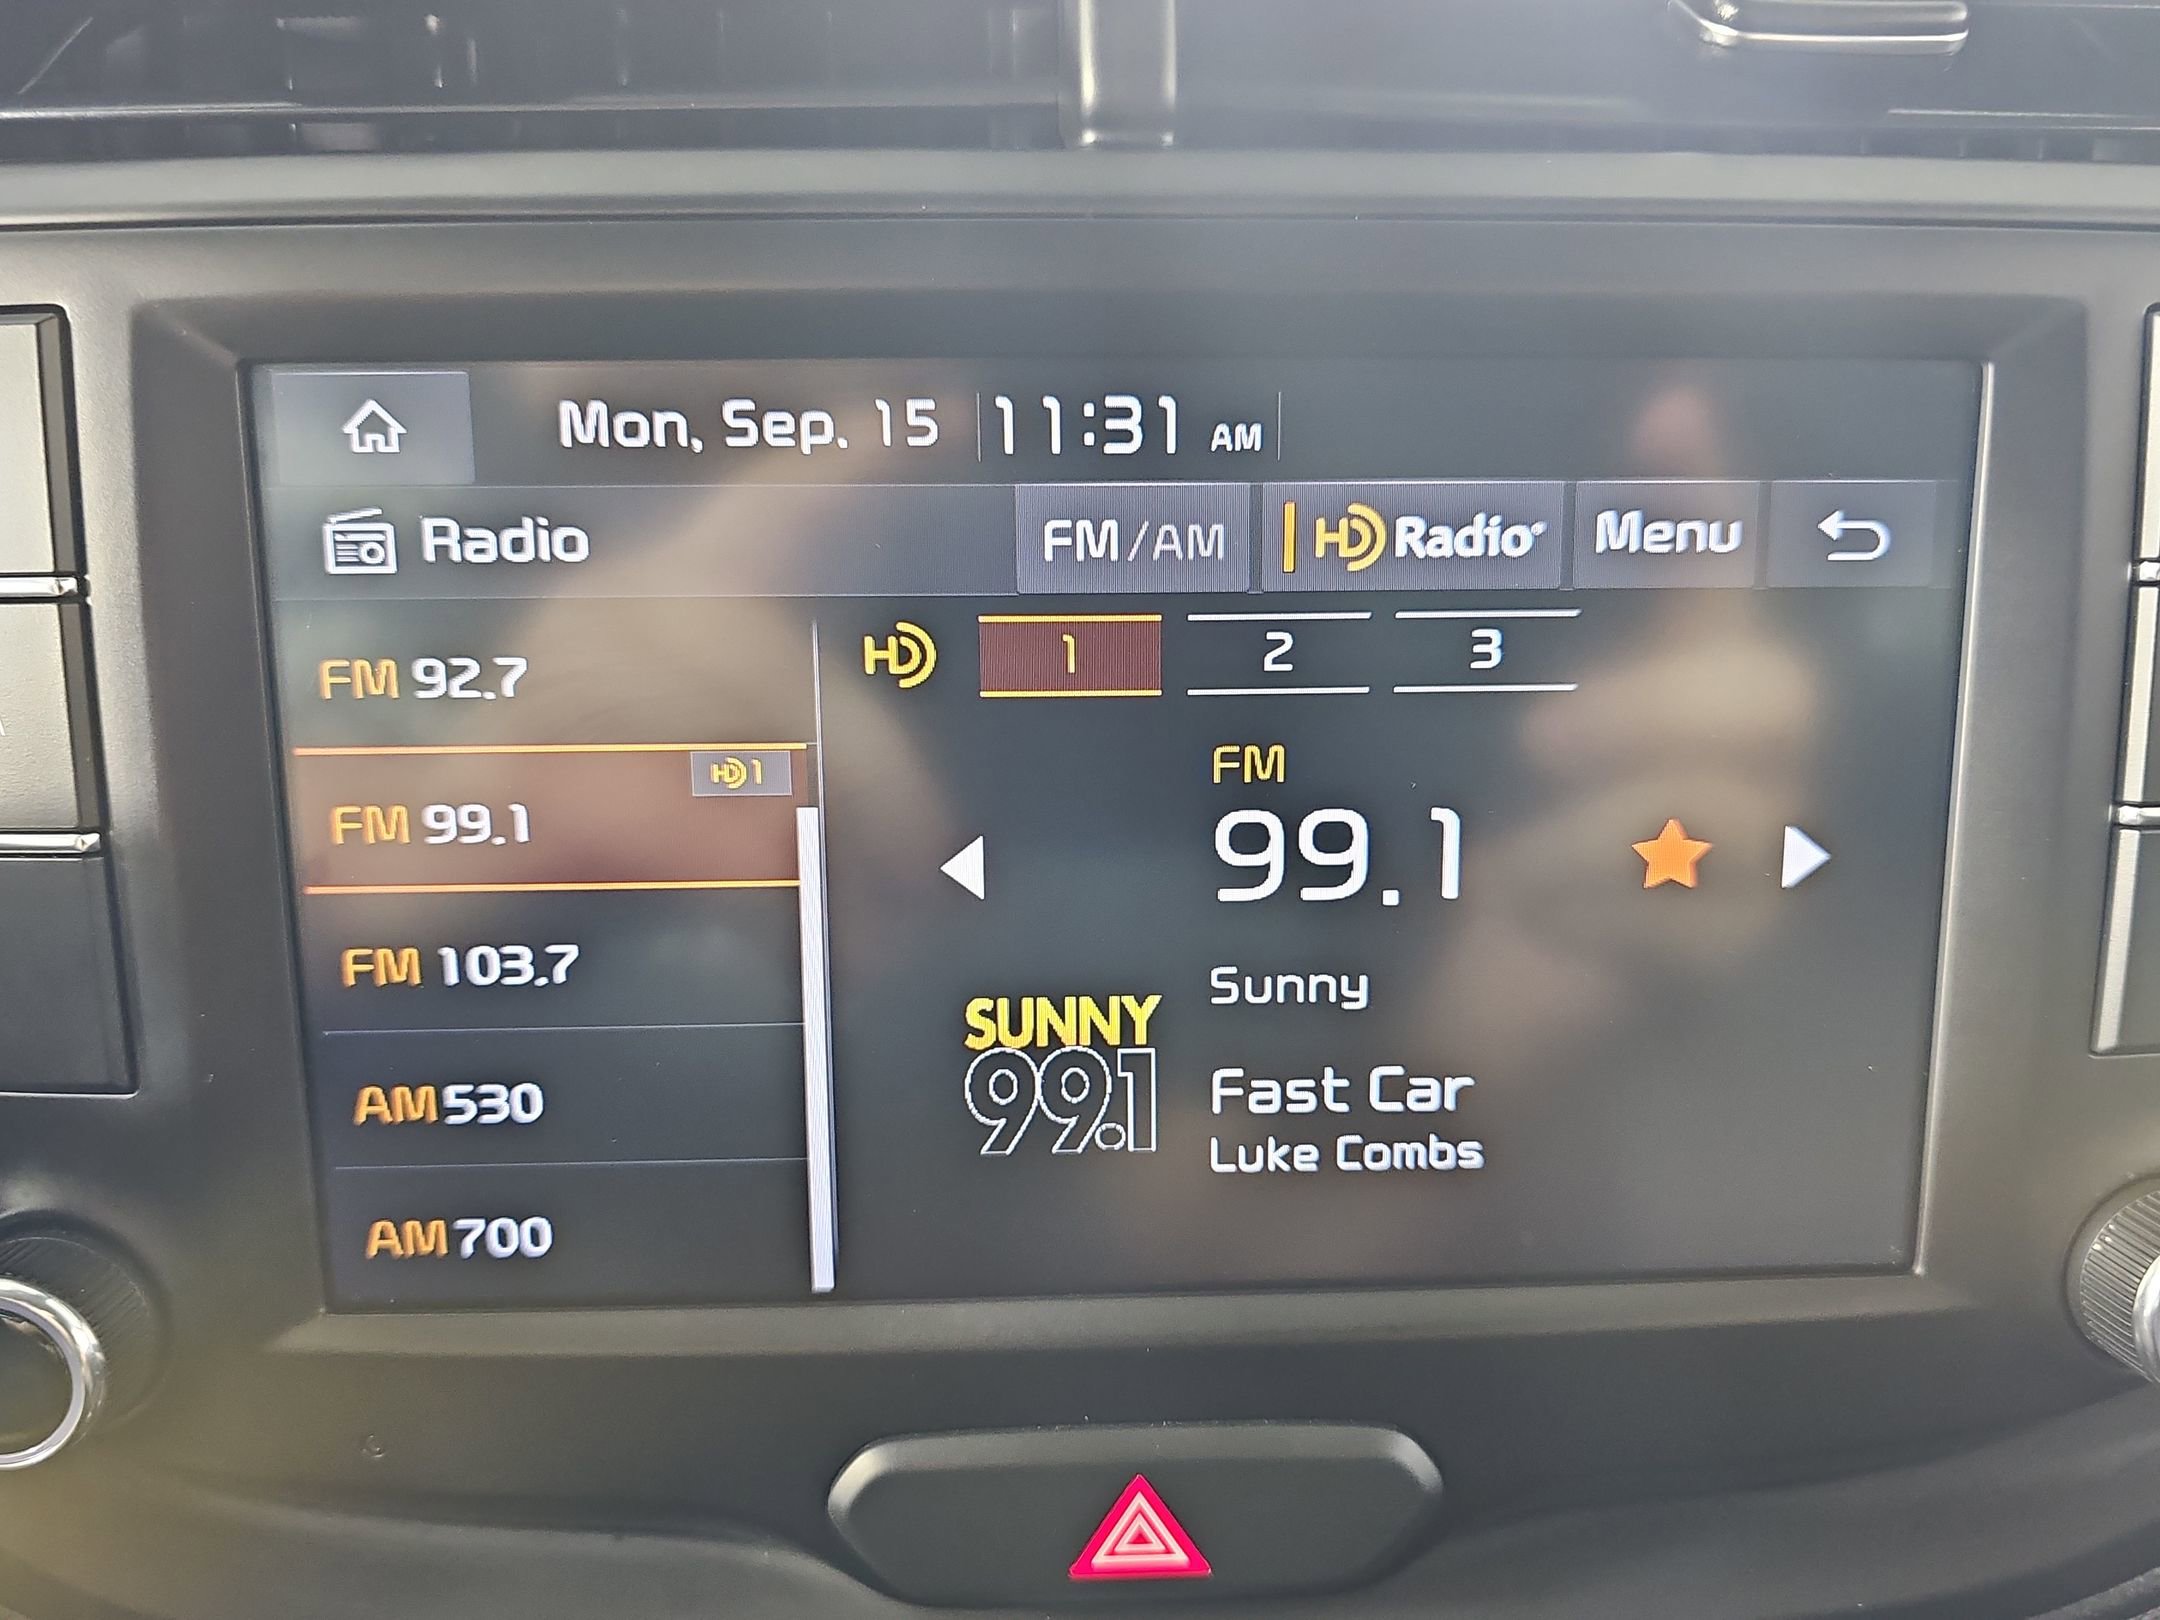 Mon, Sep. 15 11:31 AM
Radio FM/AM HD Radio Menu
FM 92.7
HD 1 2 3
HD 1
FM 99.1
FM 103.7
AM 530
AM 700
FM
99.1
Sunny
SUNNY
99.1
Fast Car
Luke Combs